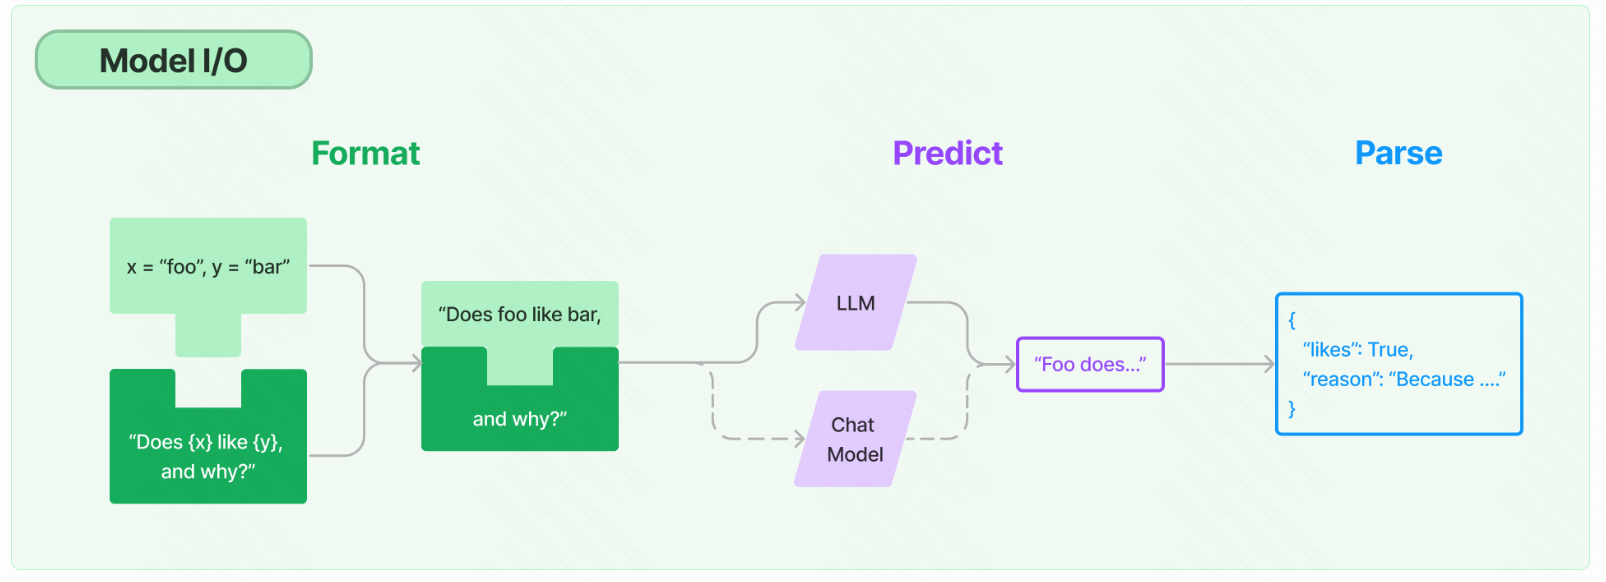 Model I/O
Format
Predict
Parse
x = “foo”, y = “bar”
“Does {x} like {y},
and why?”
“Does foo like bar,
and why?”
LLM
Chat
Model
“Foo does...”
{
“likes”: True,
“reason”: “Because ....”
}